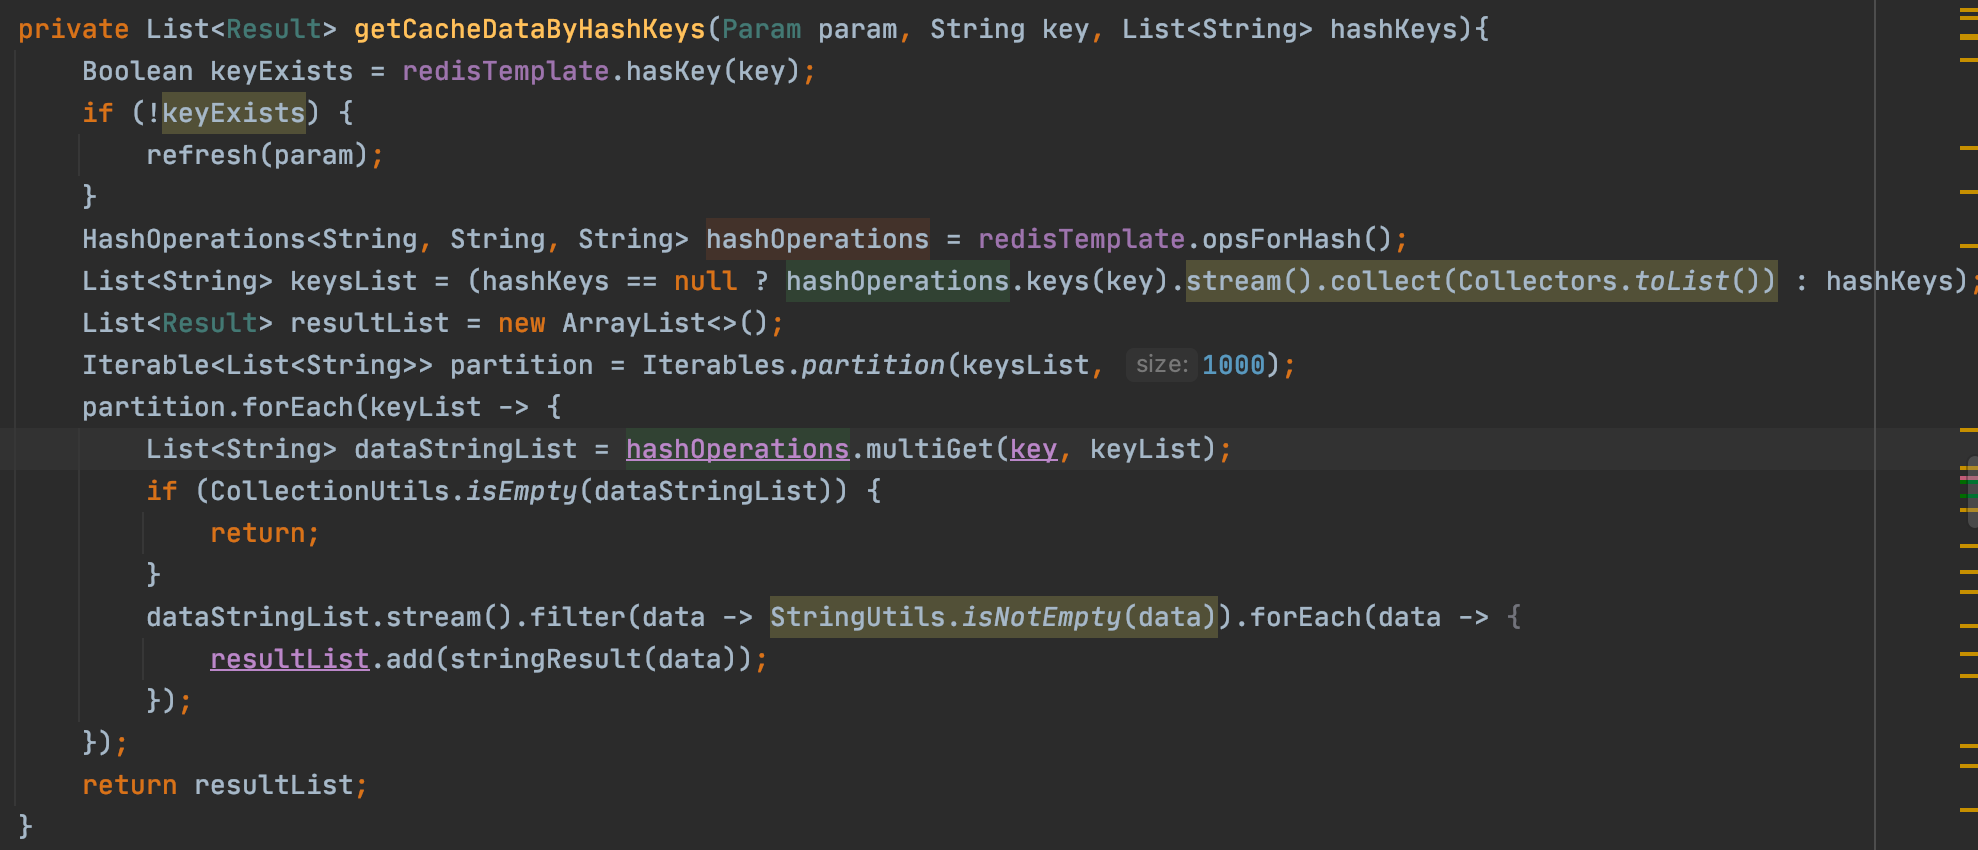 private List<Result> getCacheDataByHashKeys(Param param, String key, List<String> hashKeys){
    Boolean keyExists = redisTemplate.hasKey(key);
    if (!keyExists) {
        refresh(param);
    }
    HashOperations<String, String, String> hashOperations = redisTemplate.opsForHash();
    List<String> keysList = (hashKeys == null ? hashOperations.keys(key).stream().collect(Collectors.toList()) : hashKeys);
    List<Result> resultList = new ArrayList<>();
    Iterable<List<String>> partition = Iterables.partition(keysList, size: 1000);
    partition.forEach(keyList -> {
        List<String> dataStringList = hashOperations.multiGet(key, keyList);
        if (CollectionUtils.isEmpty(dataStringList)) {
            return;
        }
        dataStringList.stream().filter(data -> StringUtils.isNotEmpty(data)).forEach(data -> {
            resultList.add(stringResult(data));
        });
    });
    return resultList;
}